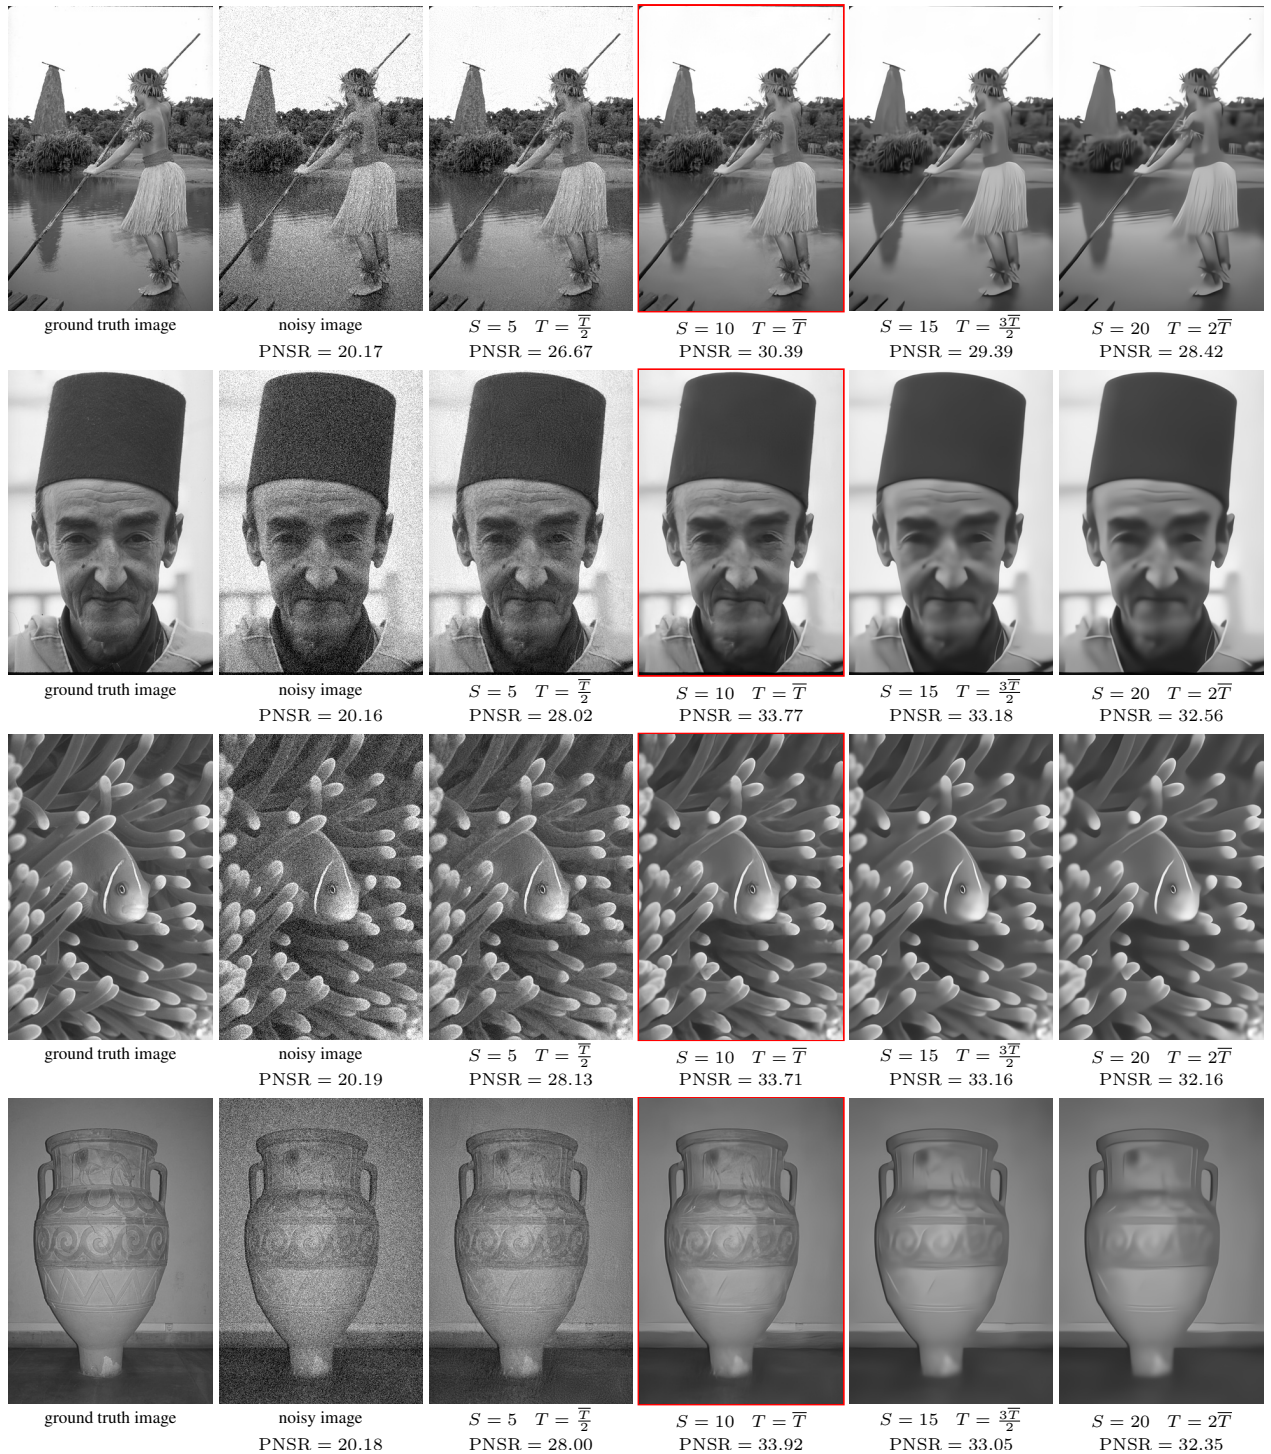 ground truth image noisy image S = 5 T = T̅/2 S = 10 T = T̅ S = 15 T = 3T̅/2 S = 20 T = 2T̅
PNSR = 20.17 PNSR = 26.67 PNSR = 30.39 PNSR = 29.39 PNSR = 28.42
ground truth image noisy image S = 5 T = T̅/2 S = 10 T = T̅ S = 15 T = 3T̅/2 S = 20 T = 2T̅
PNSR = 20.16 PNSR = 28.02 PNSR = 33.77 PNSR = 33.18 PNSR = 32.56
ground truth image noisy image S = 5 T = T̅/2 S = 10 T = T̅ S = 15 T = 3T̅/2 S = 20 T = 2T̅
PNSR = 20.19 PNSR = 28.13 PNSR = 33.71 PNSR = 33.16 PNSR = 32.16
ground truth image noisy image S = 5 T = T̅/2 S = 10 T = T̅ S = 15 T = 3T̅/2 S = 20 T = 2T̅
PNSR = 20.18 PNSR = 28.00 PNSR = 33.92 PNSR = 33.05 PNSR = 32.35